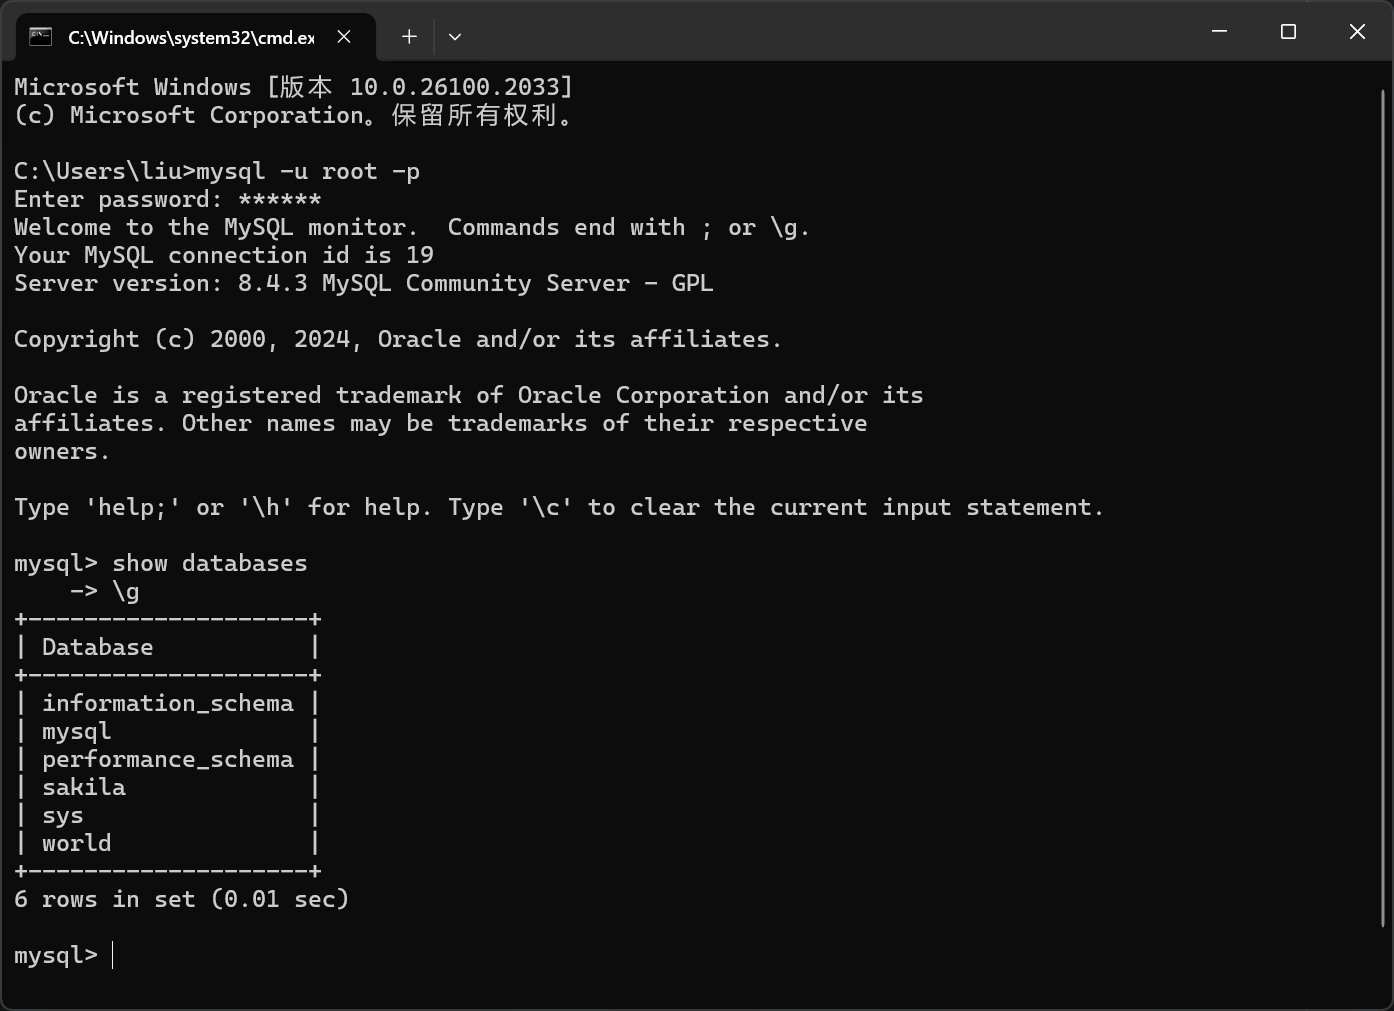 C:\Windows\system32\cmd.ex
Microsoft Windows [版本 10.0.26100.2033]
(c) Microsoft Corporation。保留所有权利。
C:\Users\liu>mysql -u root -p
Enter password: ******
Welcome to the MySQL monitor.  Commands end with ; or \g.
Your MySQL connection id is 19
Server version: 8.4.3 MySQL Community Server - GPL
Copyright (c) 2000, 2024, Oracle and/or its affiliates.
Oracle is a registered trademark of Oracle Corporation and/or its
affiliates. Other names may be trademarks of their respective
owners.
Type 'help;' or '\h' for help. Type '\c' to clear the current input statement.
mysql> show databases
    -> \g
+--------------------+
| Database           |
+--------------------+
| information_schema |
| mysql              |
| performance_schema |
| sakila             |
| sys                |
| world              |
+--------------------+
6 rows in set (0.01 sec)
mysql>